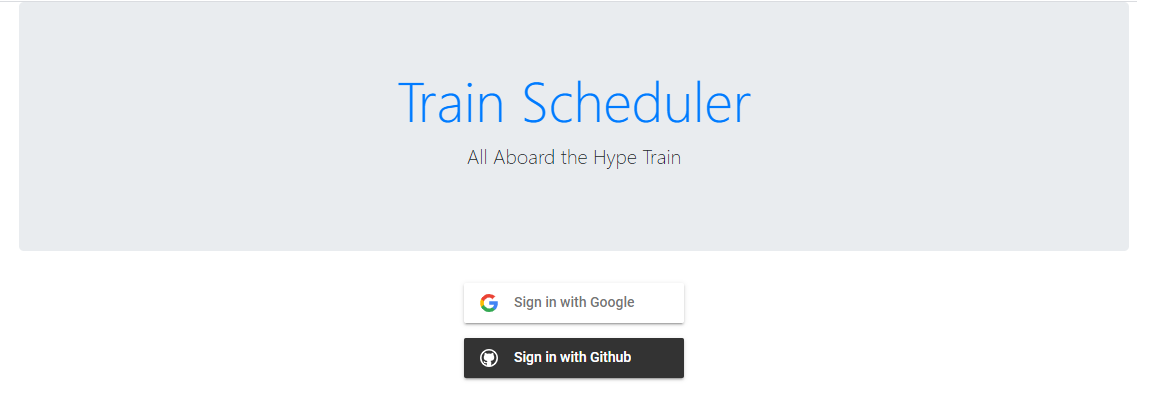 Train Scheduler
All Aboard the Hype Train
Sign in with Google
Sign in with Github